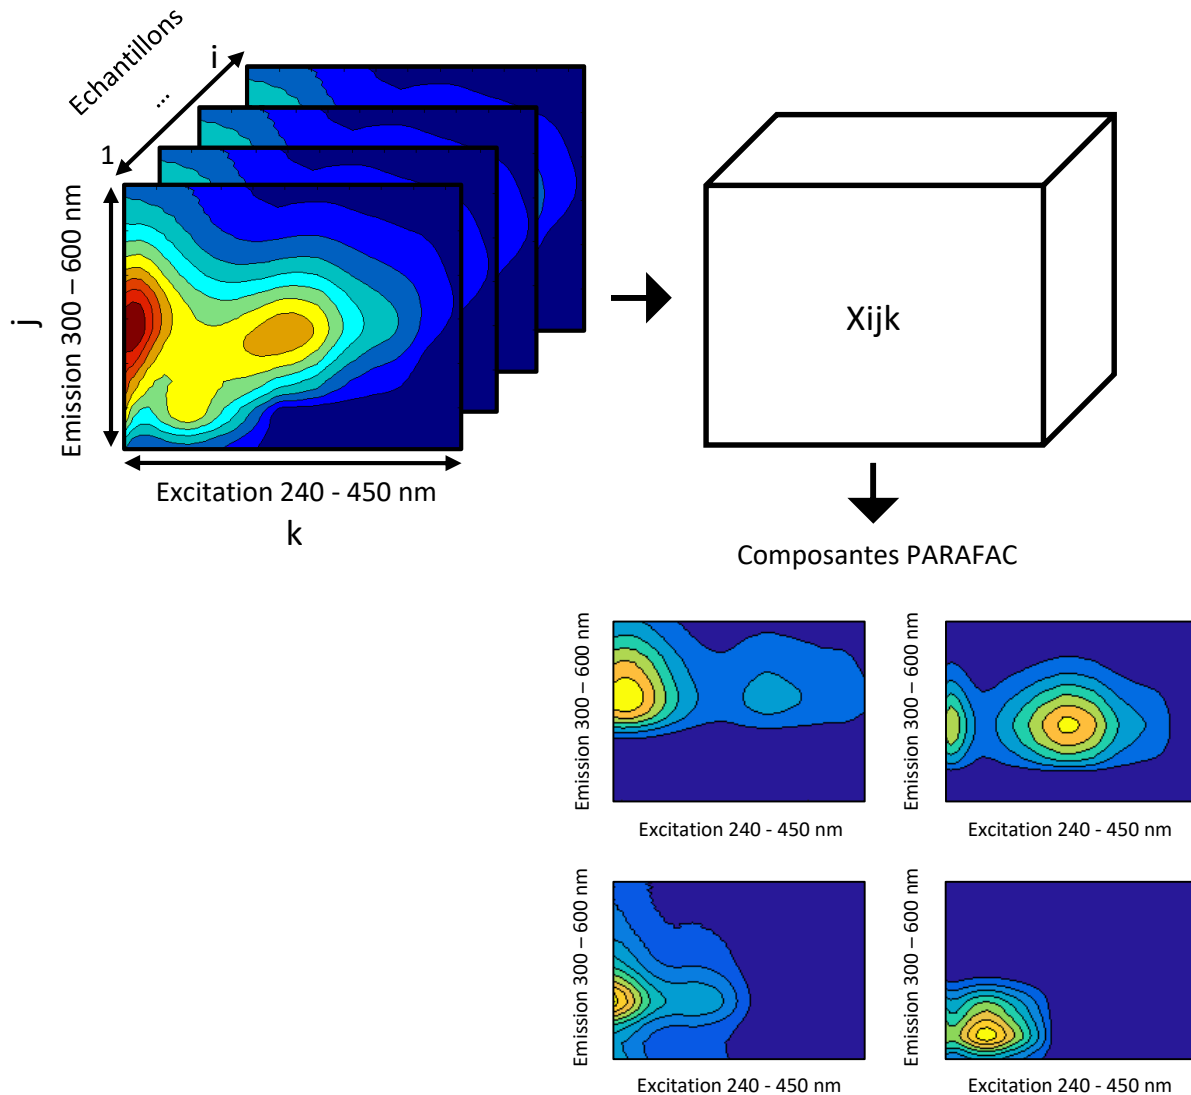 Echantillons
i
...
1
j
Emission 300 – 600 nm
Excitation 240 - 450 nm
k
Xijk
Composantes PARAFAC
Emission 300 – 600 nm
Excitation 240 - 450 nm
Emission 300 – 600 nm
Excitation 240 - 450 nm
Emission 300 – 600 nm
Excitation 240 - 450 nm
Emission 300 – 600 nm
Excitation 240 - 450 nm